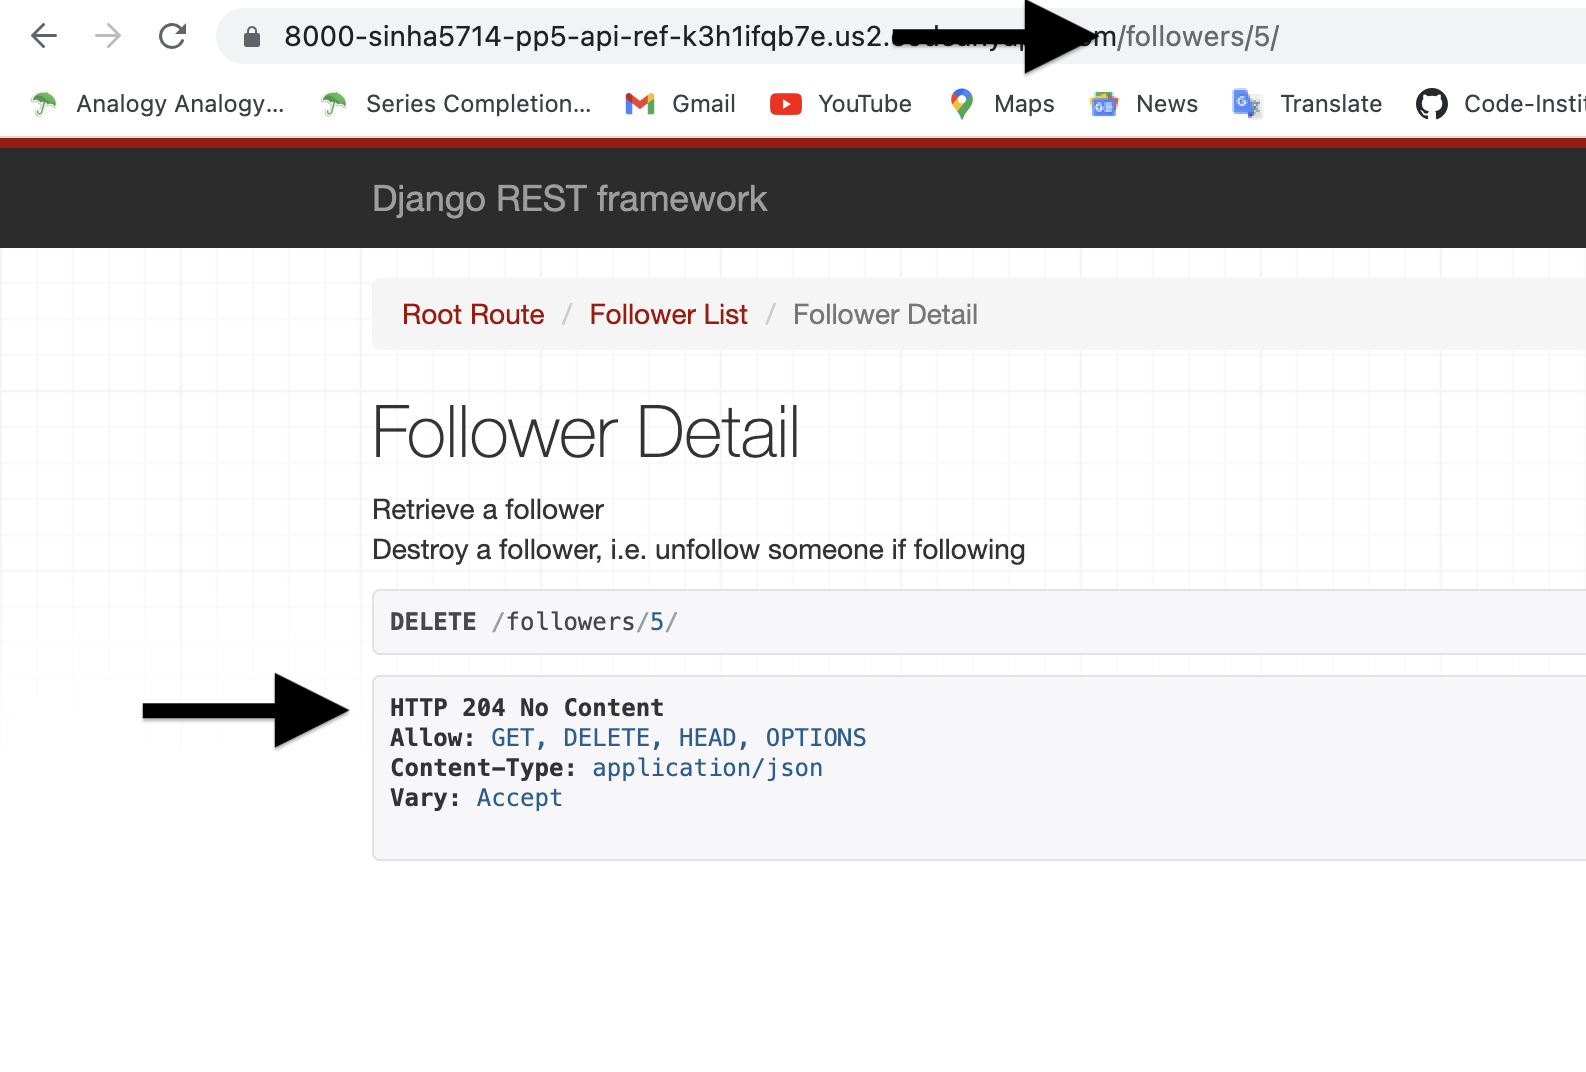 8000-sinha5714-pp5-api-ref-k3h1ifqb7e.us2. /followers/5/
Analogy Analogy... Series Completion... Gmail YouTube Maps News Translate Code-Instit
Django REST framework
Root Route / Follower List / Follower Detail
Follower Detail
Retrieve a follower
Destroy a follower, i.e. unfollow someone if following
DELETE /followers/5/
HTTP 204 No Content
Allow: GET, DELETE, HEAD, OPTIONS
Content-Type: application/json
Vary: Accept